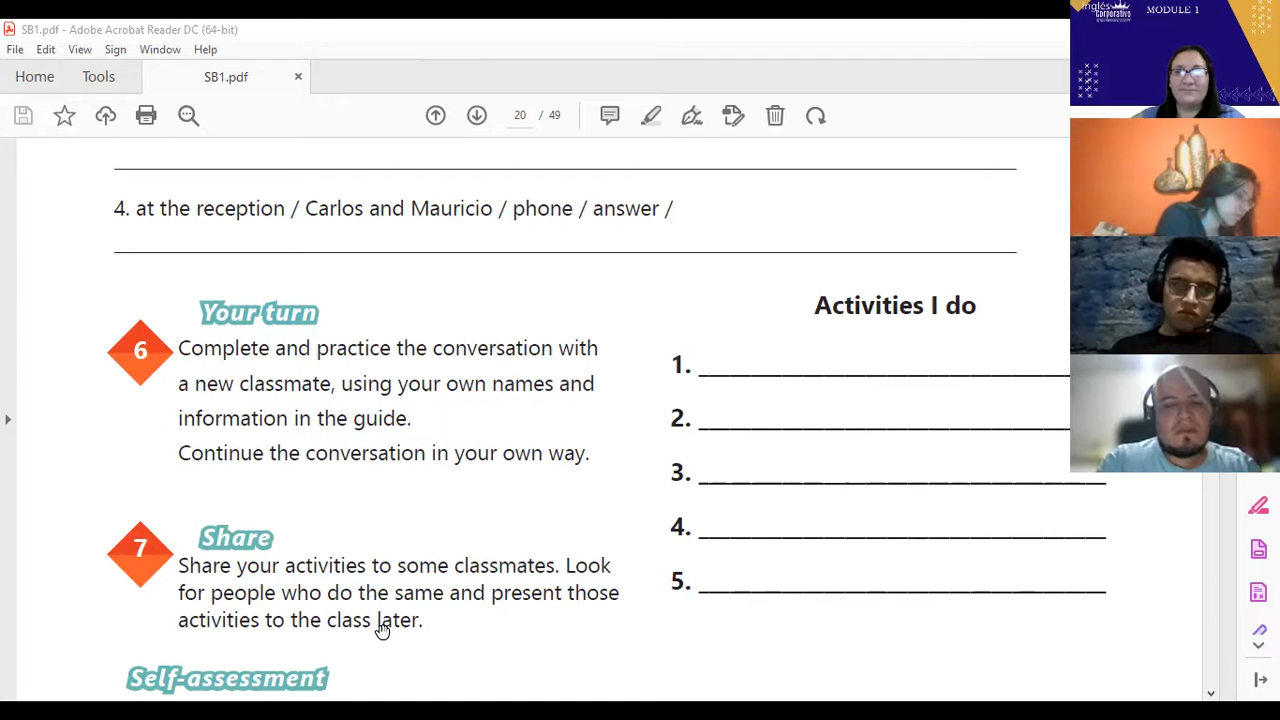 SB1.pdf - Adobe Acrobat Reader DC (64-bit)
File Edit View Sign Window Help
Home Tools SB1.pdf ×
20 / 49
4. at the reception / Carlos and Mauricio / phone / answer /
Your turn
6
Complete and practice the conversation with
a new classmate, using your own names and
information in the guide.
Continue the conversation in your own way.
Share
7
Share your activities to some classmates. Look
for people who do the same and present those
activities to the class later.
Self-assessment
Activities I do
1.
2.
3.
4.
5.
Inglés
Corporativo
MODULE 1